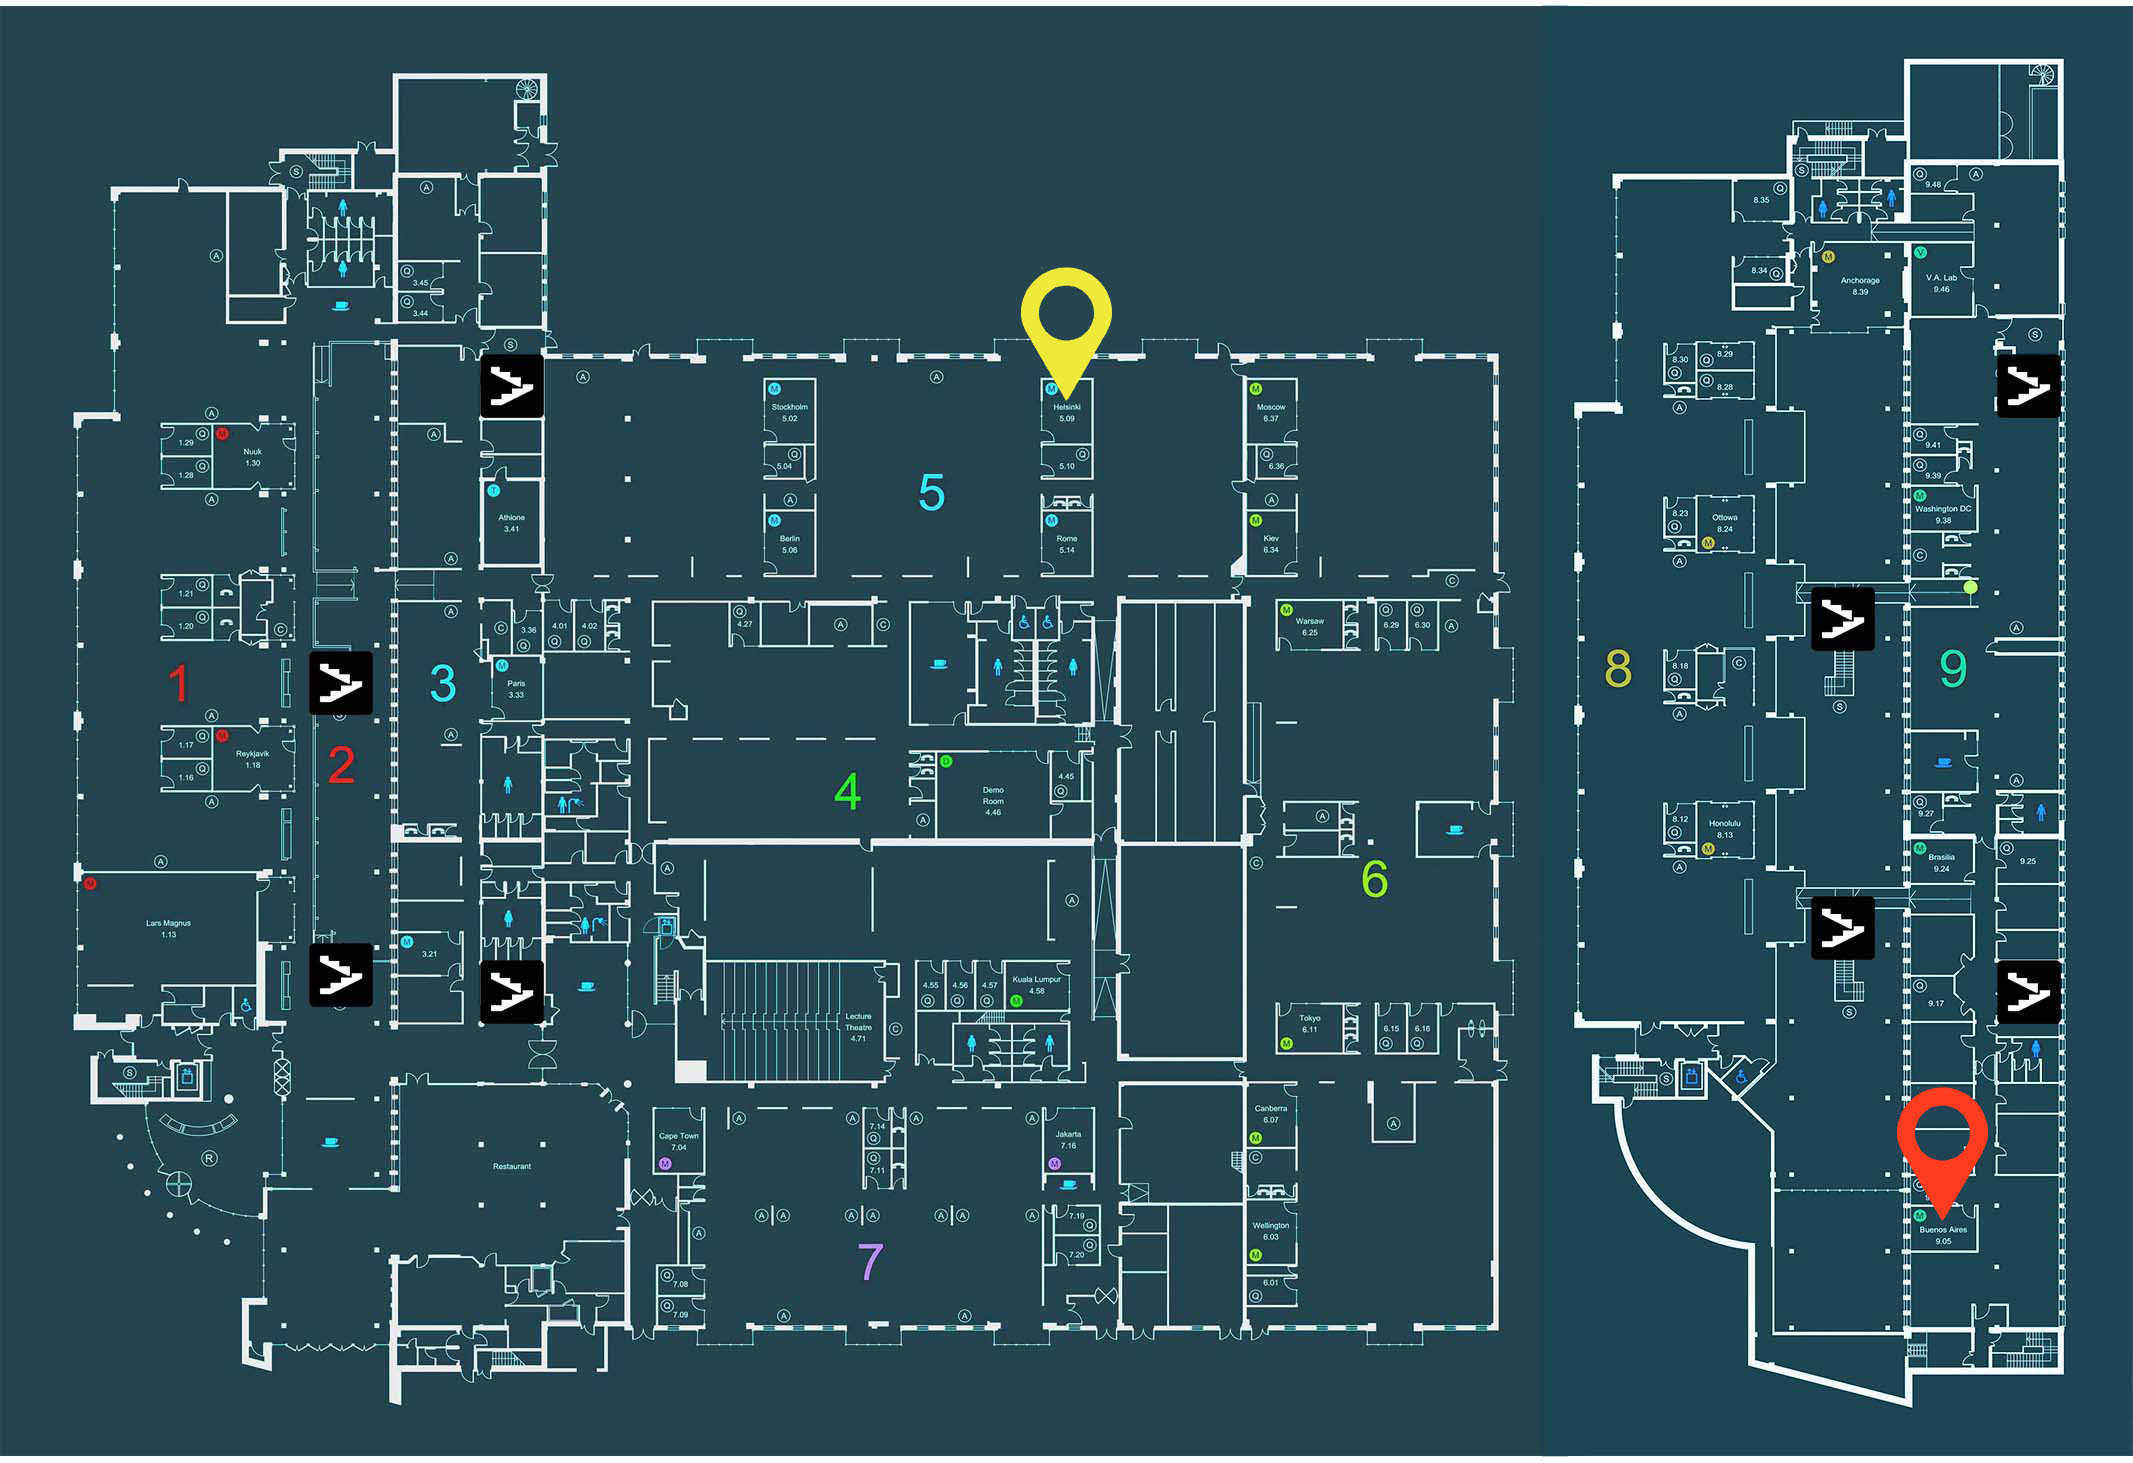 S
A
Q
3.45
Q
3.44
A
S
A
A
Q
1.29
M
Nuuk
1.30
Q
1.28
A
A
T
Athlone
3.41
A
Q
1.21
Q
1.20
C
A
C
3.36
Q
4.01
Q
4.02
Q
M
Paris
3.33
1
3
2
A
Q
1.17
M
Reykjavik
1.18
Q
1.16
A
A
A
M
Lars Magnus
1.13
M
3.21
S
R
Restaurant
A
A
M
Stockholm
5.02
5.04
Q
A
M
Berlin
5.06
5
M
Helsinki
5.09
Q
5.10
M
Rome
5.14
M
Moscow
6.37
Q
6.36
A
M
Kiev
6.34
C
Q
4.27
A
C
M
Warsaw
6.25
Q
6.29
Q
6.30
A
4
D
Demo
Room
4.46
4.45
Q
A
A
6
C
A
A
Lecture
Theatre
4.71
C
4.55
Q
4.56
Q
4.57
Q
Kuala Lumpur
4.58
M
Tokyo
6.11
M
6.15
Q
6.16
Q
Cape Town
7.04
M
A
A
7.14
Q
Q
7.11
A
A
Jakarta
7.16
M
Canberra
6.07
M
C
A
A
A
A
A
A
A
A
A
7.19
Q
Q
7.20
Wellington
6.03
M
6.01
Q
7
Q
7.08
Q
7.09
A
A
S
Q
8.35
8.34
Q
M
Anchorage
8.39
Q
9.48
A
V
V.A. Lab
9.46
S
8.30
Q
Q
8.29
Q
8.28
A
Q
9.41
Q
9.39
M
Washington DC
9.38
8.23
Q
Ottowa
8.24
M
A
C
A
8
8.18
Q
C
A
S
9
A
8.12
Q
Honolulu
8.13
M
A
Q
9.27
M
Brasilia
9.24
Q
9.25
Q
9.17
S
S
M
Buenos Aires
9.05